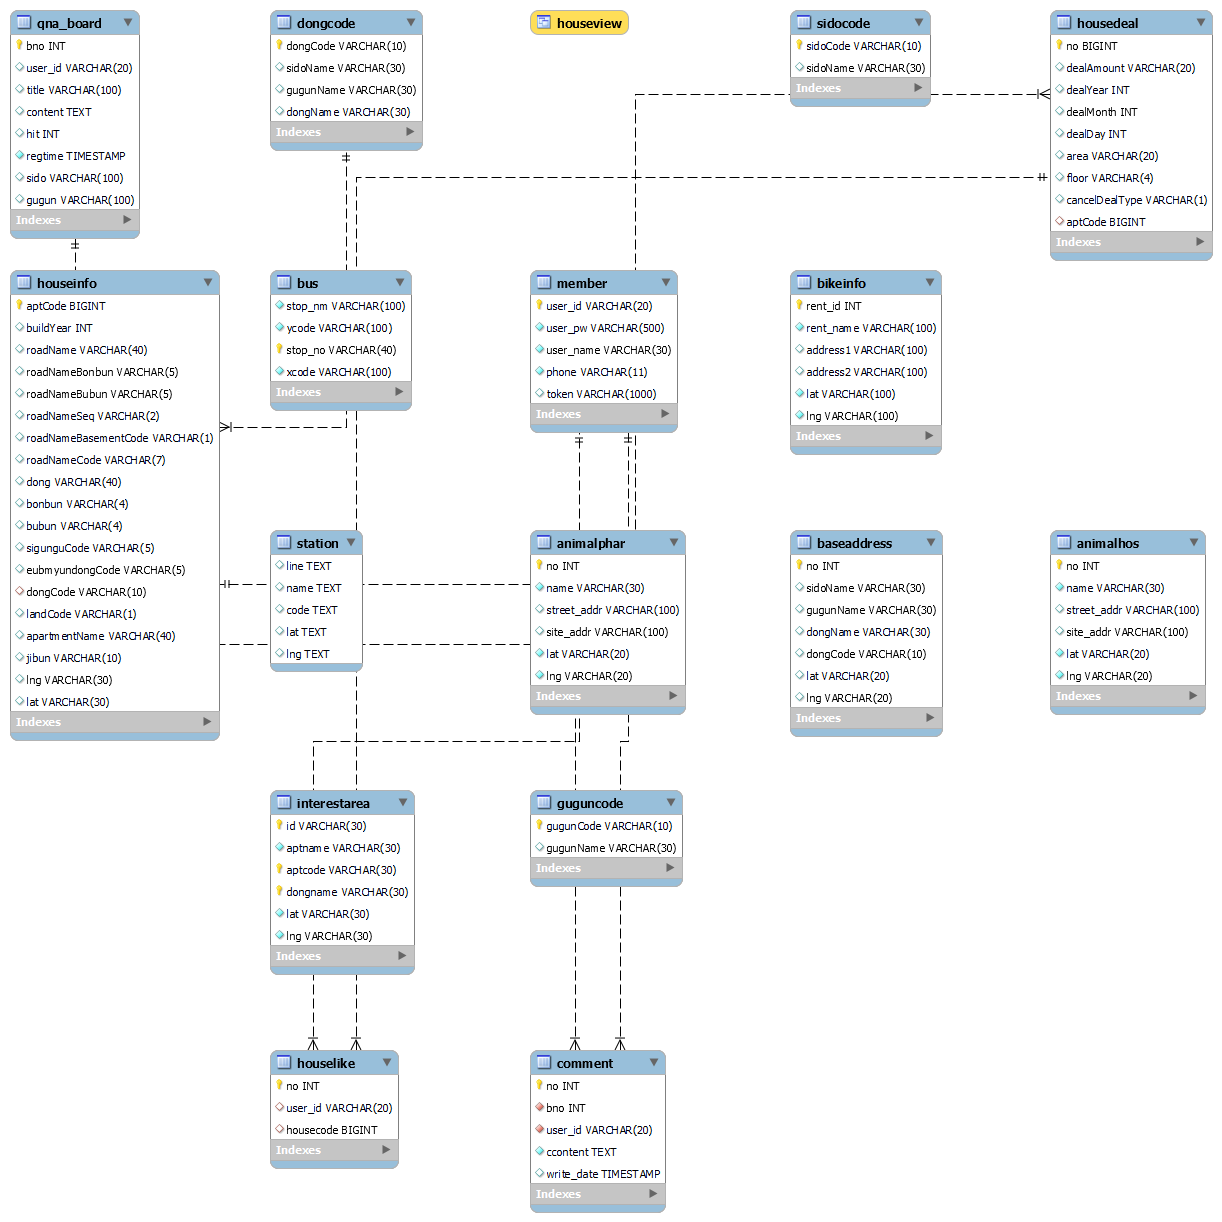 qna_board
bno INT
user_id VARCHAR(20)
title VARCHAR(100)
content TEXT
hit INT
regtime TIMESTAMP
sido VARCHAR(100)
gugun VARCHAR(100)
Indexes
dongcode
dongCode VARCHAR(10)
sidoName VARCHAR(30)
gugunName VARCHAR(30)
dongName VARCHAR(30)
Indexes
houseview
sidocode
sidoCode VARCHAR(10)
sidoName VARCHAR(30)
Indexes
housedeal
no BIGINT
dealAmount VARCHAR(20)
dealYear INT
dealMonth INT
dealDay INT
area VARCHAR(20)
floor VARCHAR(4)
cancelDealType VARCHAR(1)
aptCode BIGINT
Indexes
houseinfo
aptCode BIGINT
buildYear INT
roadName VARCHAR(40)
roadNameBonbun VARCHAR(5)
roadNameBubun VARCHAR(5)
roadNameSeq VARCHAR(2)
roadNameBasementCode VARCHAR(1)
roadNameCode VARCHAR(7)
dong VARCHAR(40)
bonbun VARCHAR(4)
bubun VARCHAR(4)
sigunguCode VARCHAR(5)
eubmyundongCode VARCHAR(5)
dongCode VARCHAR(10)
landCode VARCHAR(1)
apartmentName VARCHAR(40)
jibun VARCHAR(10)
lng VARCHAR(30)
lat VARCHAR(30)
Indexes
bus
stop_nm VARCHAR(100)
ycode VARCHAR(100)
stop_no VARCHAR(40)
xcode VARCHAR(100)
Indexes
member
user_id VARCHAR(20)
user_pw VARCHAR(500)
user_name VARCHAR(30)
phone VARCHAR(11)
token VARCHAR(1000)
Indexes
bikeinfo
rent_id INT
rent_name VARCHAR(100)
address1 VARCHAR(100)
address2 VARCHAR(100)
lat VARCHAR(100)
lng VARCHAR(100)
Indexes
station
line TEXT
name TEXT
code TEXT
lat TEXT
lng TEXT
animalphar
no INT
name VARCHAR(30)
street_addr VARCHAR(100)
site_addr VARCHAR(100)
lat VARCHAR(20)
lng VARCHAR(20)
Indexes
baseaddress
no INT
sidoName VARCHAR(30)
gugunName VARCHAR(30)
dongName VARCHAR(30)
dongCode VARCHAR(10)
lat VARCHAR(20)
lng VARCHAR(20)
Indexes
animalhos
no INT
name VARCHAR(30)
street_addr VARCHAR(100)
site_addr VARCHAR(100)
lat VARCHAR(20)
lng VARCHAR(20)
Indexes
interestarea
id VARCHAR(30)
aptname VARCHAR(30)
aptcode VARCHAR(30)
dongname VARCHAR(30)
lat VARCHAR(30)
lng VARCHAR(30)
Indexes
guguncode
gugunCode VARCHAR(10)
gugunName VARCHAR(30)
Indexes
houselike
no INT
user_id VARCHAR(20)
housecode BIGINT
Indexes
comment
no INT
bno INT
user_id VARCHAR(20)
ccontent TEXT
write_date TIMESTAMP
Indexes